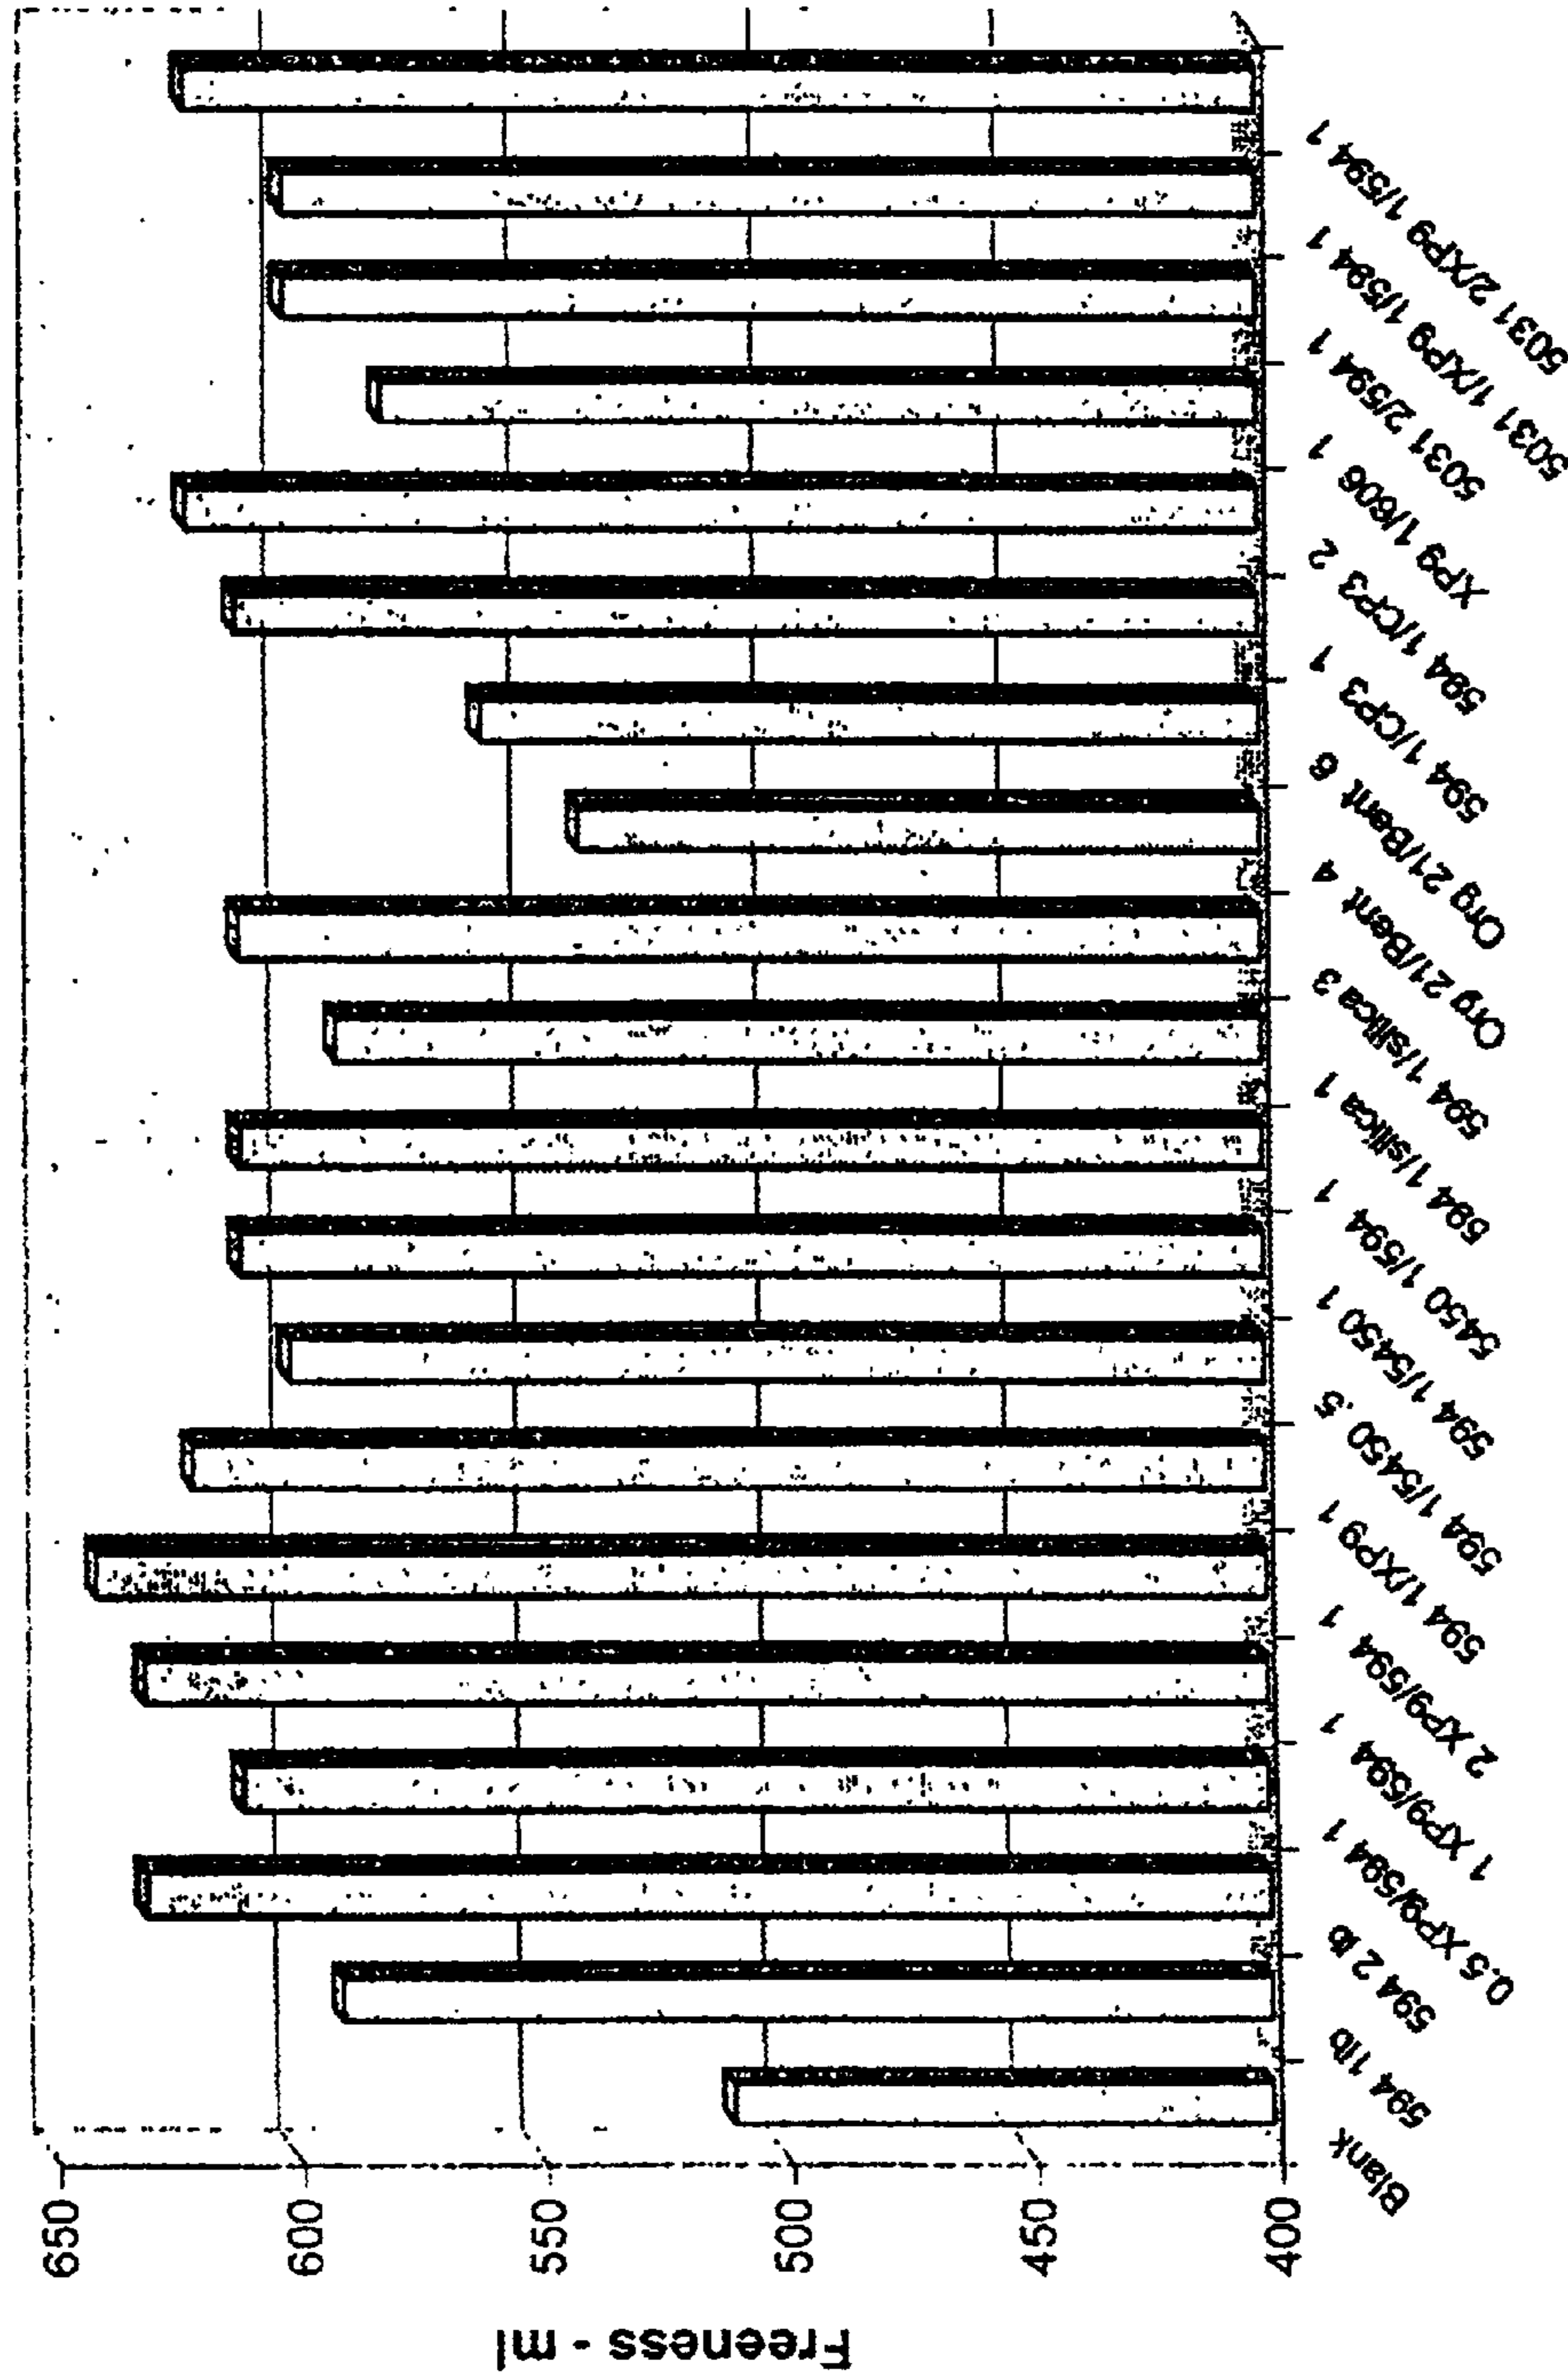 Freeness - ml
650
600
550
500
450
400
Blank
594 1lb
594 2 lb
0.5 XP9/594 1
1 XP9/594 1
2 XP9/594 1
594 1/XP9 1
594 1/5450 .5
594 1/5450 1
5450 1/594 1
594 1/silica 1
594 1/silica 3
Org 21/Bent 4
Org 21/Bent 6
594 1/CP3 1
594 1/CP3 2
XP9 1/606 1
5031 2/594 1
5031 1/XP9 1/594 1
5031 2/XP9 1/594 1